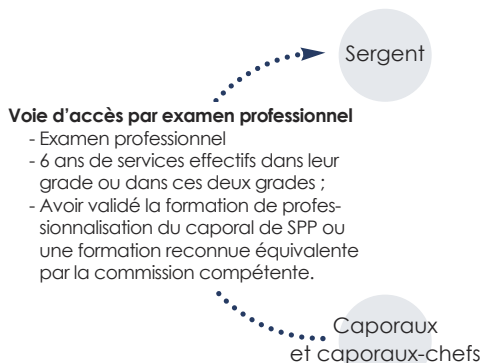 Sergent
Voie d’accès par examen professionnel
- Examen professionnel
- 6 ans de services effectifs dans leur
grade ou dans ces deux grades ;
- Avoir validé la formation de profes-
sionnalisation du caporal de SPP ou
une formation reconnue équivalente
par la commission compétente.
Caporaux
et caporaux-chefs